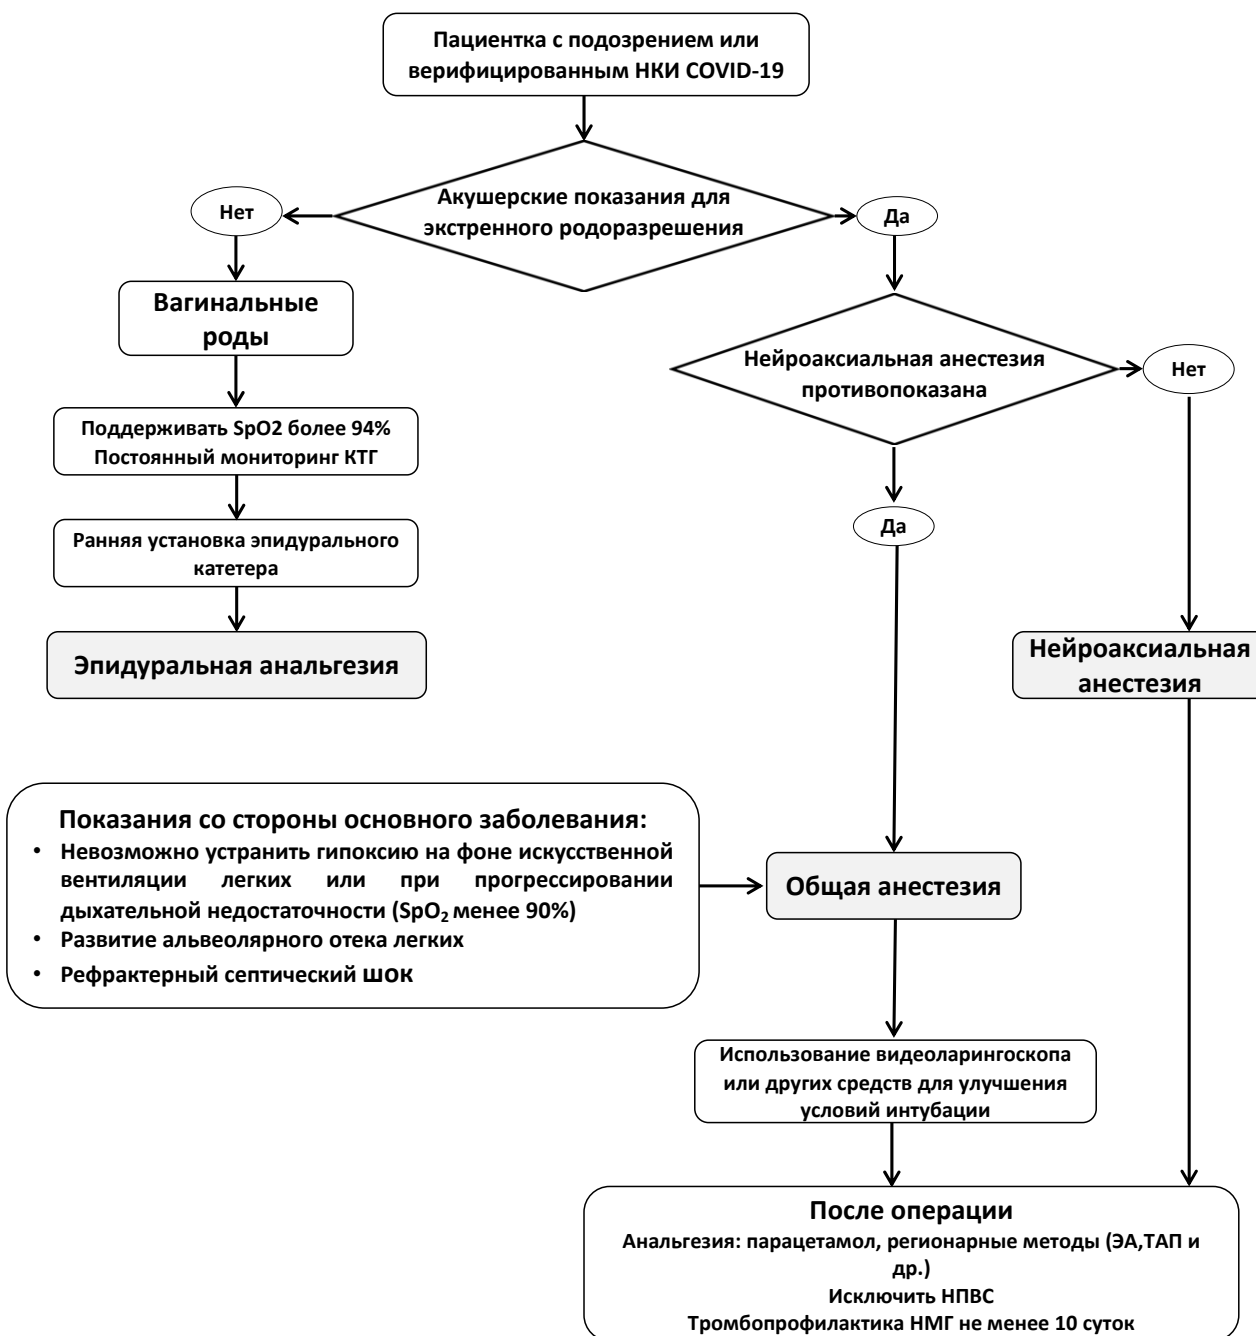 Пациентка с подозрением или
верифицированным НКИ COVID-19
Акушерские показания для
экстренного родоразрешения
Нет
Да
Вагинальные
роды
Нейроаксиальная анестезия
противопоказана
Нет
Поддерживать SpO2 более 94%
Постоянный мониторинг КТГ
Да
Ранняя установка эпидурального
катетера
Эпидуральная анальгезия
Нейроаксиальная
анестезия
Показания со стороны основного заболевания:
• Невозможно устранить гипоксию на фоне искусственной
вентиляции легких или при прогрессировании
дыхательной недостаточности (SpO₂ менее 90%)
• Развитие альвеолярного отека легких
• Рефрактерный септический шок
Общая анестезия
Использование видеоларингоскопа
или других средств для улучшения
условий интубации
После операции
Анальгезия: парацетамол, регионарные методы (ЭА,ТАП и
др.)
Исключить НПВС
Тромбопрофилактика НМГ не менее 10 суток